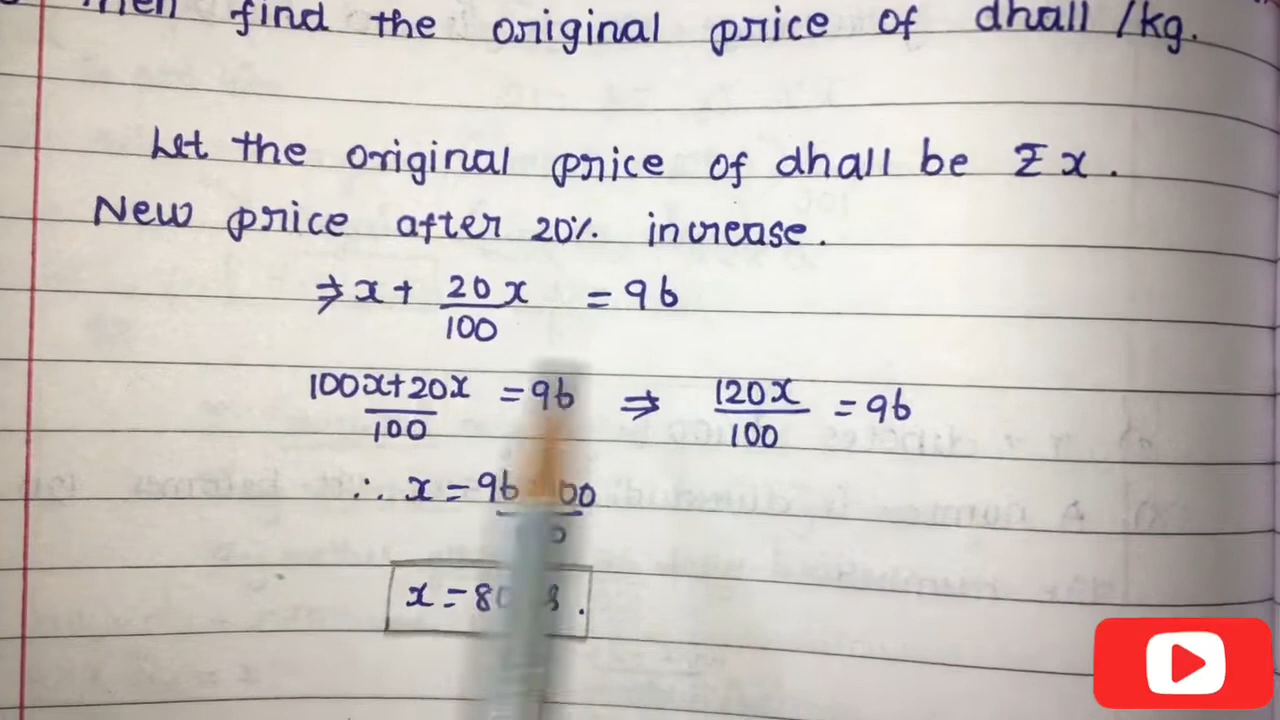 find the original price of dhall /kg.
Let the original price of dhall be ₹ x.
New price after 20% increase.
⇒ x + 20x/100 = 96
100x+20x/100 = 96 ⇒ 120x/100 = 96
∴ x = 96
x = 80